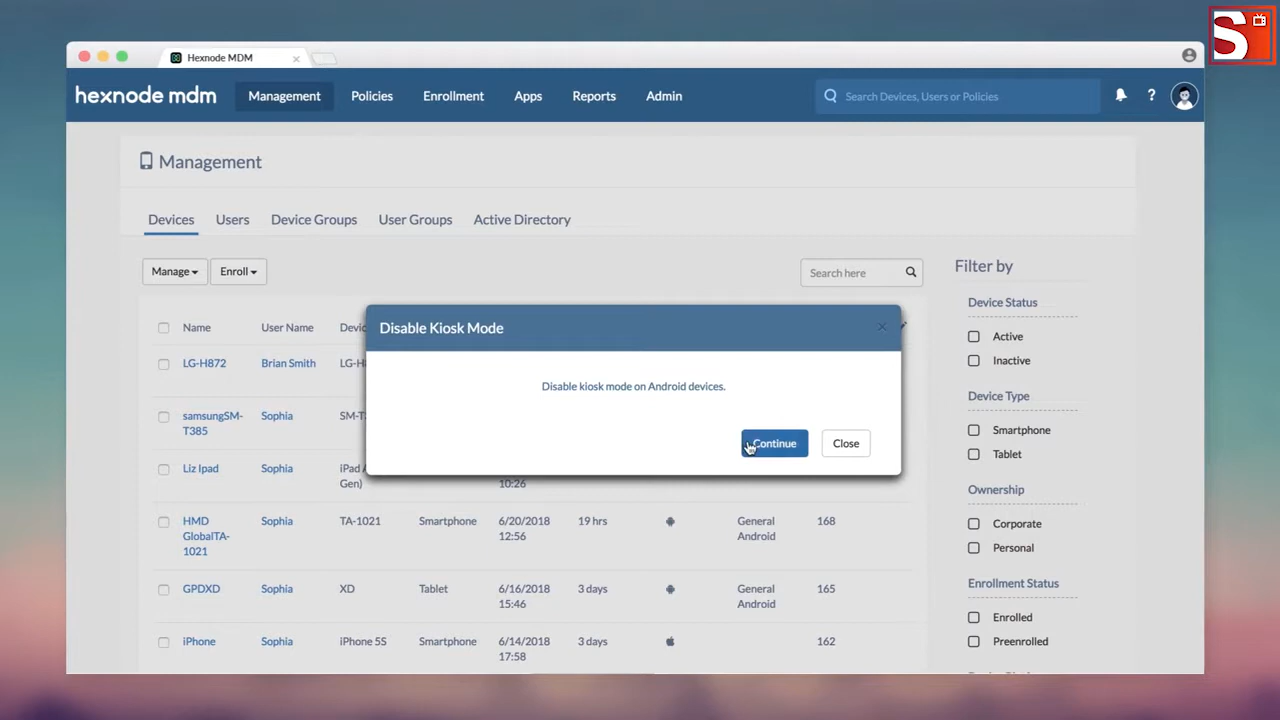 S
Hexnode MDM
hexnode mdm Management Policies Enrollment Apps Reports Admin Search Devices, Users or Policies ?
Management
Devices Users Device Groups User Groups Active Directory
Manage Enroll Search here
Filter by
Device Status
Active
Inactive
Device Type
Smartphone
Tablet
Ownership
Corporate
Personal
Enrollment Status
Enrolled
Preenrolled
Name User Name
LG-H872 Brian Smith LG-H
samsungSM-
T385
Sophia SM-T
Liz Ipad Sophia iPad
Gen)
10:26
HMD
GlobalTA-
1021
Sophia TA-1021 Smartphone 6/20/2018
12:56
19 hrs General
Android
168
GPDXD Sophia XD Tablet 6/16/2018
15:46
3 days General
Android
165
iPhone Sophia iPhone 5S Smartphone 6/14/2018
17:58
3 days 162
Disable Kiosk Mode
Disable kiosk mode on Android devices.
Continue Close